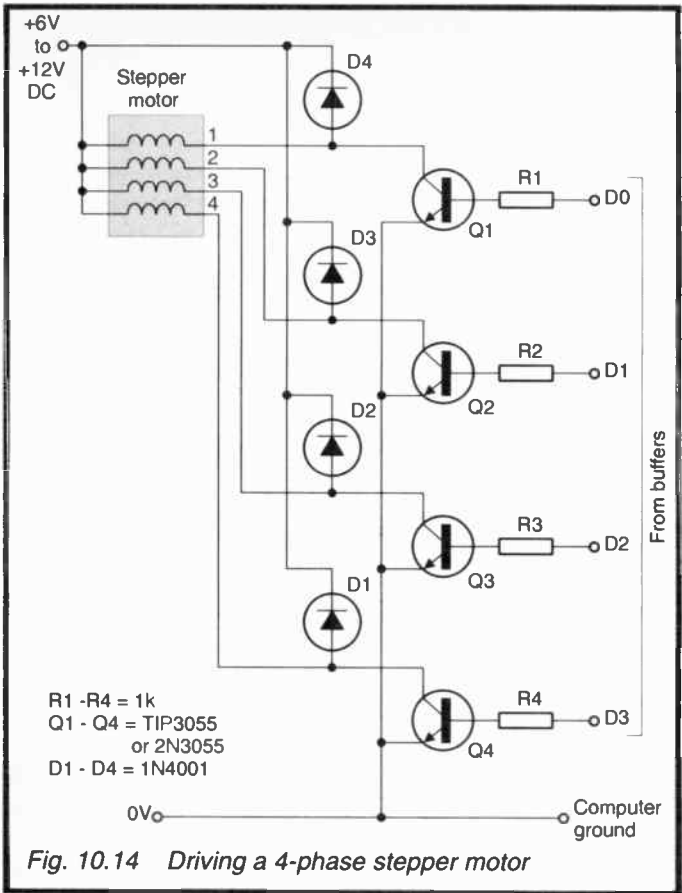 +6V
to
+12V
DC
Stepper
motor
1
2
3
4
D4
R1
D0
Q1
D3
R2
D1
Q2
D2
R3
D2
Q3
D1
R4
D3
Q4
From buffers
R1 -R4 = 1k
Q1 - Q4 = TIP3055
or 2N3055
D1 - D4 = 1N4001
0V
Computer
ground
Fig. 10.14 Driving a 4-phase stepper motor